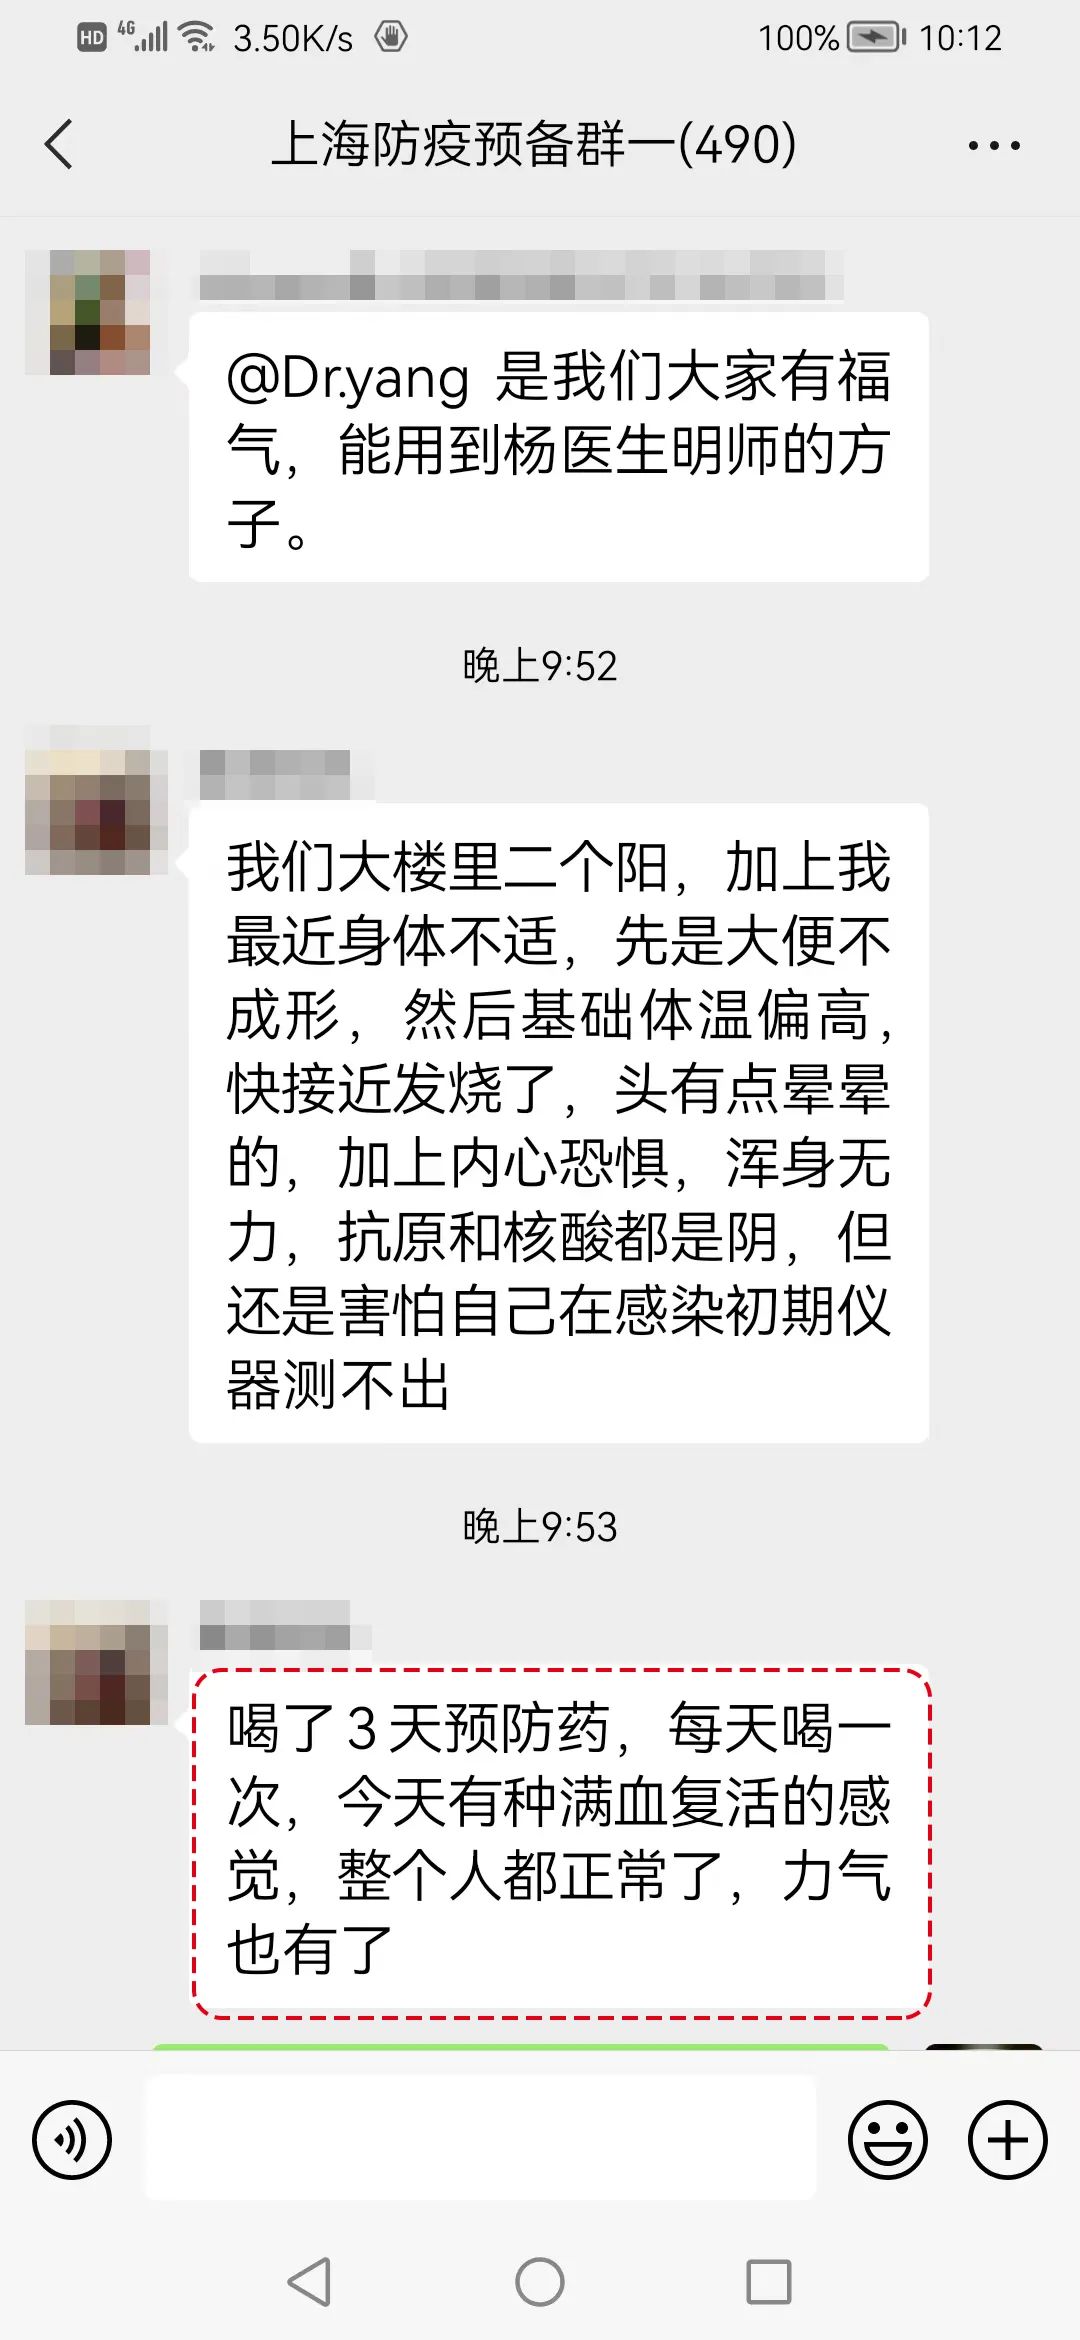 HD 4G 3.50K/s 100% 10:12
上海防疫预备群一(490)
@Dr.yang 是我们大家有福
气，能用到杨医生明师的方
子。
晚上9:52
我们大楼里二个阳，加上我
最近身体不适，先是大便不
成形，然后基础体温偏高，
快接近发烧了，头有点晕晕
的，加上内心恐惧，浑身无
力，抗原和核酸都是阴，但
还是害怕自己在感染初期仪
器测不出
晚上9:53
喝了3天预防药，每天喝一
次，今天有种满血复活的感
觉，整个人都正常了，力气
也有了